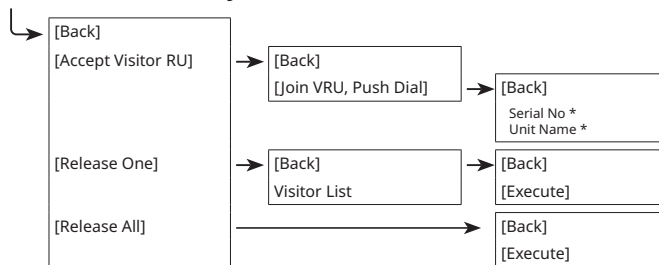 [Back]
[Accept Visitor RU]
[Back]
[Join VRU, Push Dial]
[Back]
Serial No *
Unit Name *
[Release One]
[Back]
Visitor List
[Back]
[Execute]
[Release All]
[Back]
[Execute]